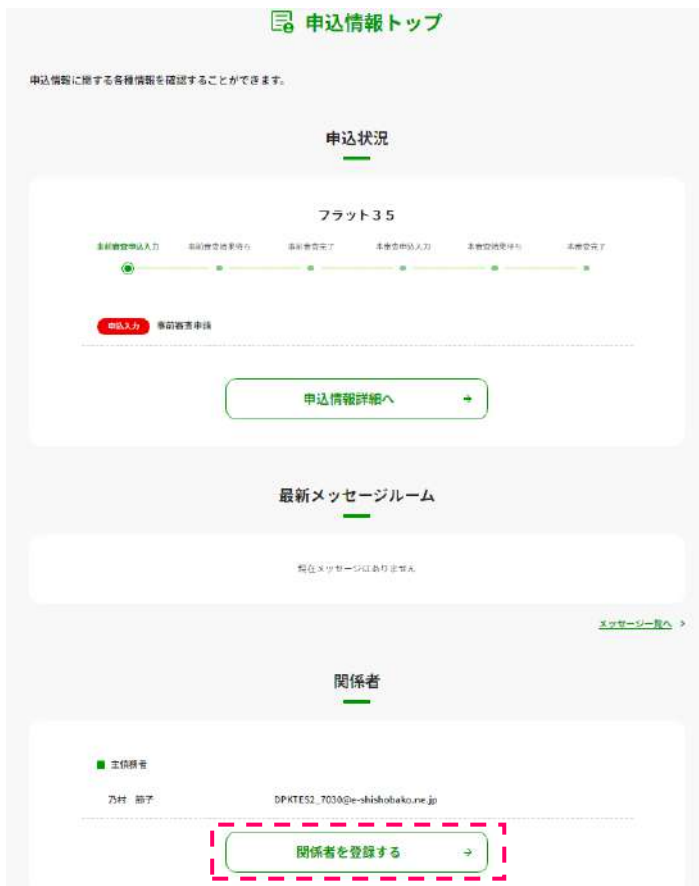 申込情報トップ
申込情報に関する各種情報を確認することができます。
申込状況
フラット35
事前審査申込入力 事前審査結果待ち 事前審査完了 本審査申込入力 本審査結果待ち 本審査完了
申込入力 事前審査申請
申込情報詳細へ
最新メッセージルーム
現在メッセージはありません
メッセージ一覧へ >
関係者
主債務者
乃村 節子 DPKTES2_7030@e-shishobako.ne.jp
関係者を登録する